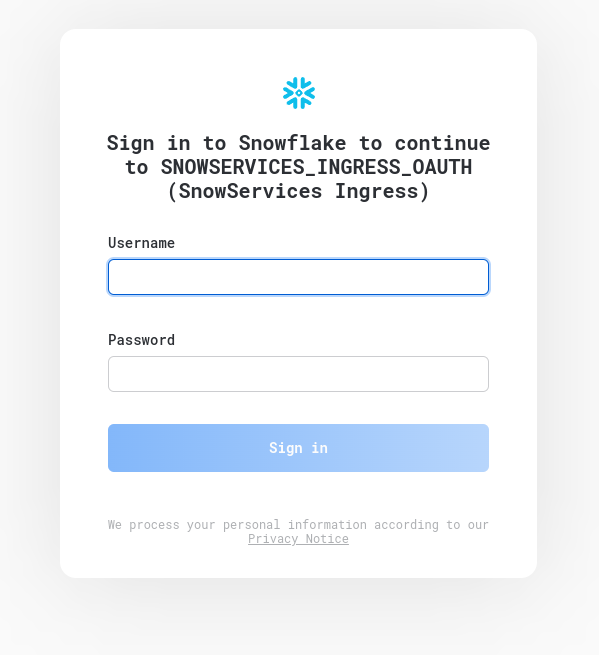 Sign in to Snowflake to continue
to SNOWSERVICES_INGRESS_OAUTH
(SnowServices Ingress)
Username
Password
Sign in
We process your personal information according to our
Privacy Notice